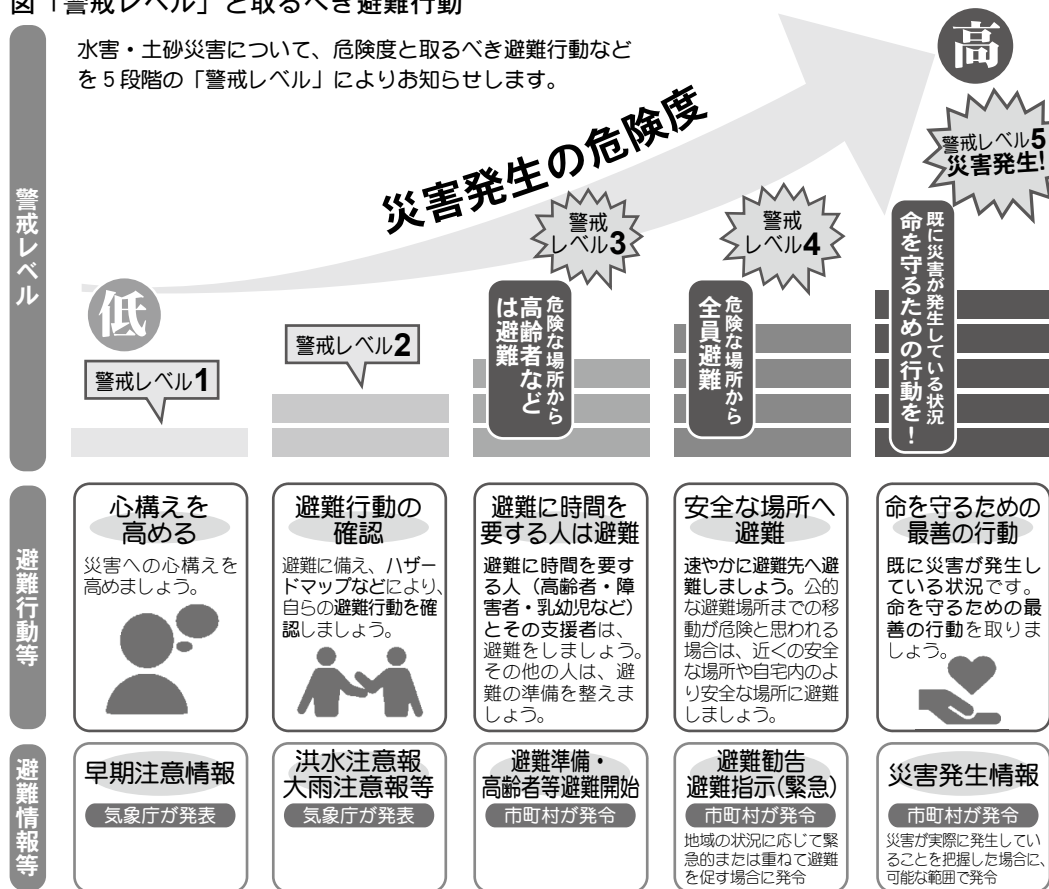 図「警戒レベル」と取るべき避難行動
警戒レベル
水害・土砂災害について、危険度と取るべき避難行動など
を5段階の「警戒レベル」によりお知らせします。
災害発生の危険度
高
低
警戒レベル1
警戒レベル2
警戒
レベル3
危険な場所から
高齢者など
は避難
警戒
レベル4
危険な場所から
全員避難
警戒レベル5
災害発生!
既に災害が発生している状況
命を守るための行動を！
避難行動等
心構えを
高める
災害への心構えを
高めましょう。
避難行動の
確認
避難に備え、ハザー
ドマップなどにより、
自らの避難行動を確
認しましょう。
避難に時間を
要する人は避難
避難に時間を要す
る人（高齢者・障
害者・乳幼児など）
とその支援者は、
避難をしましょう。
その他の人は、避
難の準備を整えま
しょう。
安全な場所へ
避難
速やかに避難先へ避
難しましょう。公的
な避難場所までの移
動が危険と思われる
場合は、近くの安全
な場所や自宅内のよ
り安全な場所に避難
しましょう。
命を守るための
最善の行動
既に災害が発生し
ている状況です。
命を守るための最
善の行動を取りま
しょう。
避難情報等
早期注意情報
気象庁が発表
洪水注意報
大雨注意報等
気象庁が発表
避難準備・
高齢者等避難開始
市町村が発令
避難勧告
避難指示(緊急)
市町村が発令
地域の状況に応じて緊
急的または重ねて避難
を促す場合に発令
災害発生情報
市町村が発令
災害が実際に発生してい
ることを把握した場合に、
可能な範囲で発令